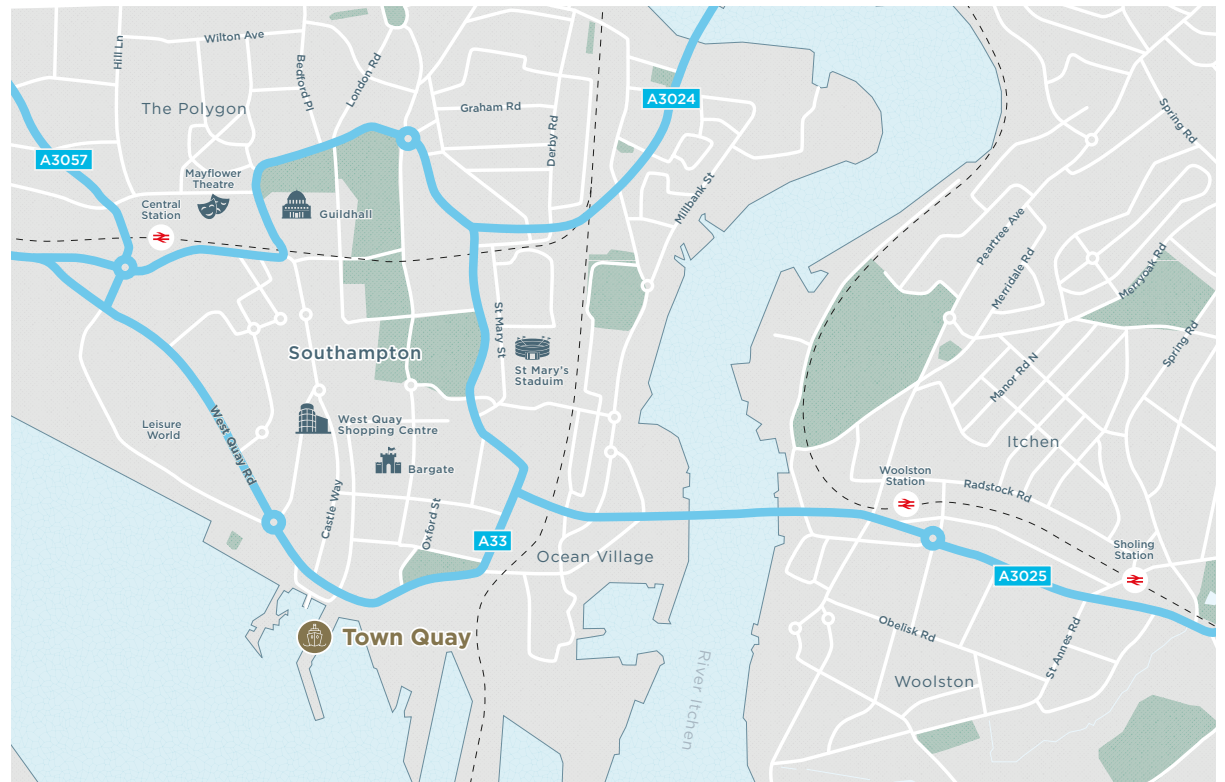 Hill Ln
Wilton Ave
Bedford Pl
London Rd
The Polygon
Graham Rd
A3024
Derby Rd
Spring Rd
A3057
Mayflower
Theatre
Central
Station
Guildhall
Millbank St
Peartree Ave
Merridale Rd
Merryoak Rd
St Mary St
Southampton
St Mary's
Staduim
Spring Rd
Manor Rd N
Leisure
World
West Quay Rd
West Quay
Shopping Centre
Bargate
Itchen
Woolston
Station
Radstock Rd
Castle Way
Oxford St
A33
Ocean Village
Sholing
Station
A3025
Town Quay
Obelisk Rd
St Annes Rd
River Itchen
Woolston